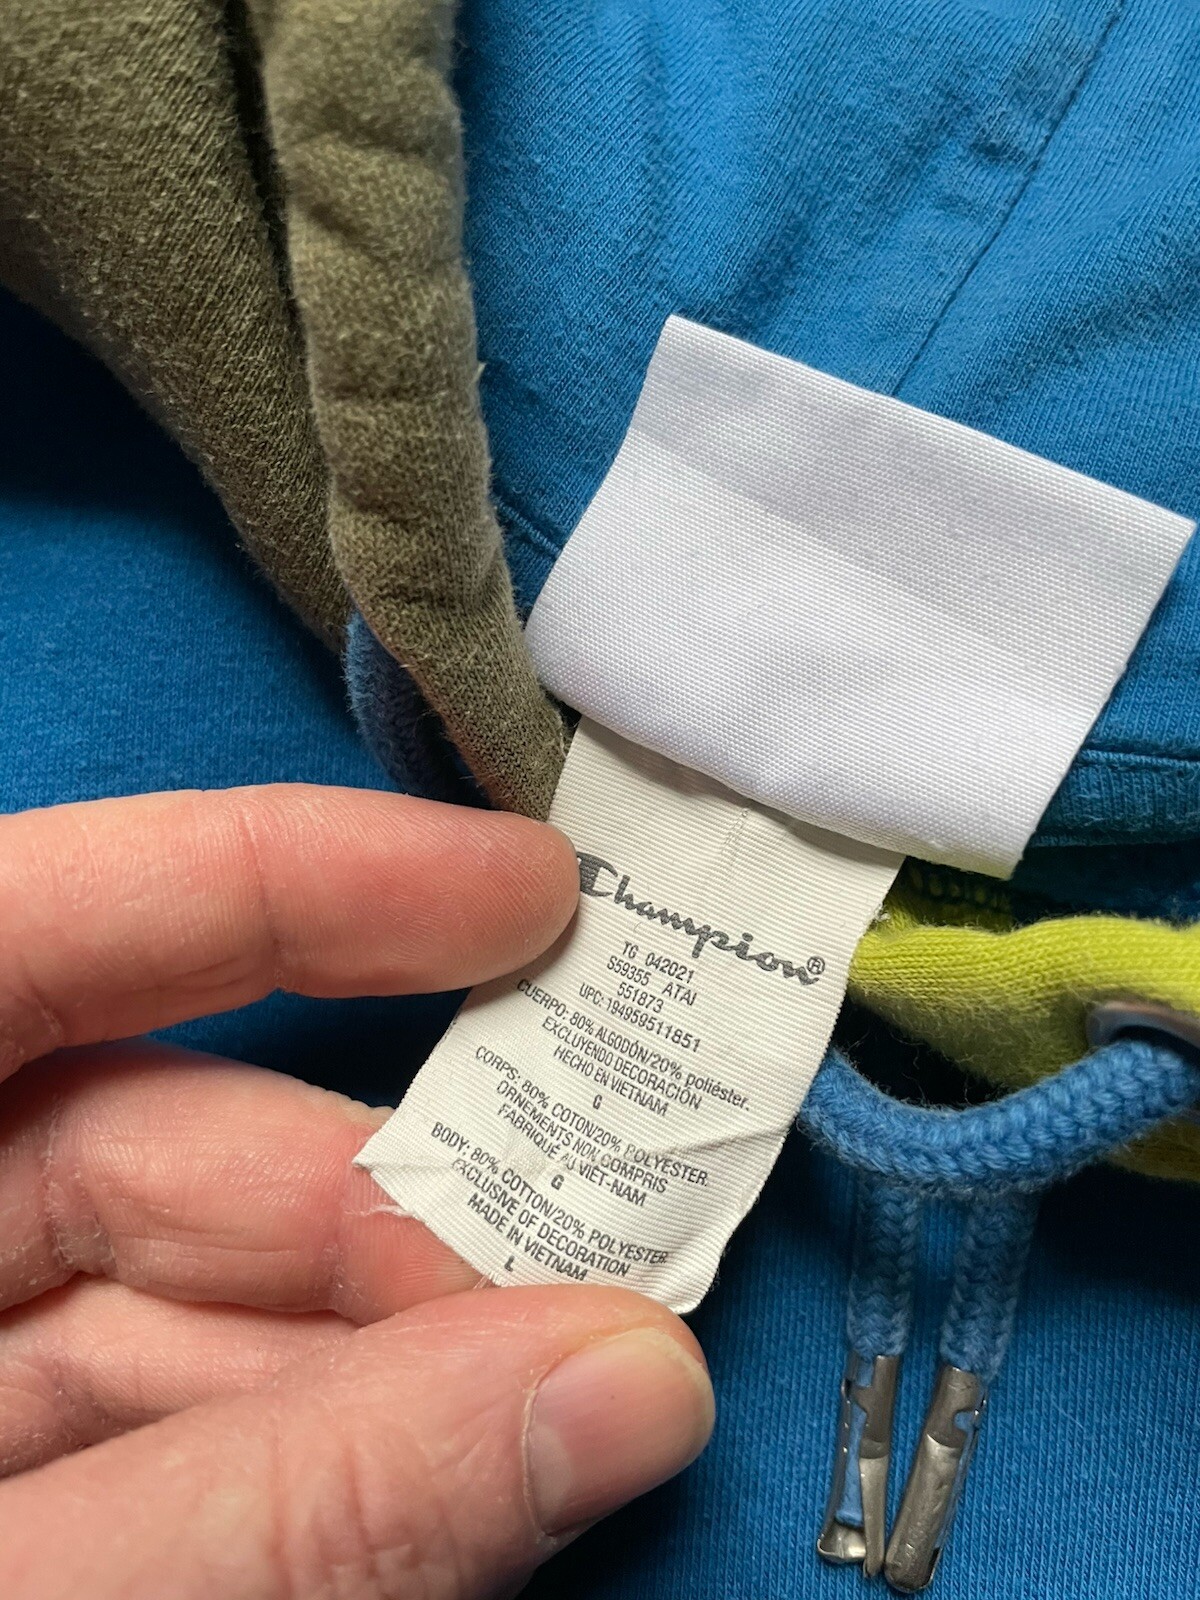 Champion®
TG 042021
S59355 ATAI
551873
UPC: 194959511851
CUERPO: 80% ALGODÓN/20% poliéster.
EXCLUYENDO DECORACIÓN
HECHO EN VIETNAM
G
CORPS: 80% COTON/20% POLYESTER.
ORNEMENTS NON COMPRIS
FABRIQUE AU VIET-NAM
G
BODY: 80% COTTON/20% POLYESTER
EXCLUSIVE OF DECORATION
MADE IN VIETNAM
L